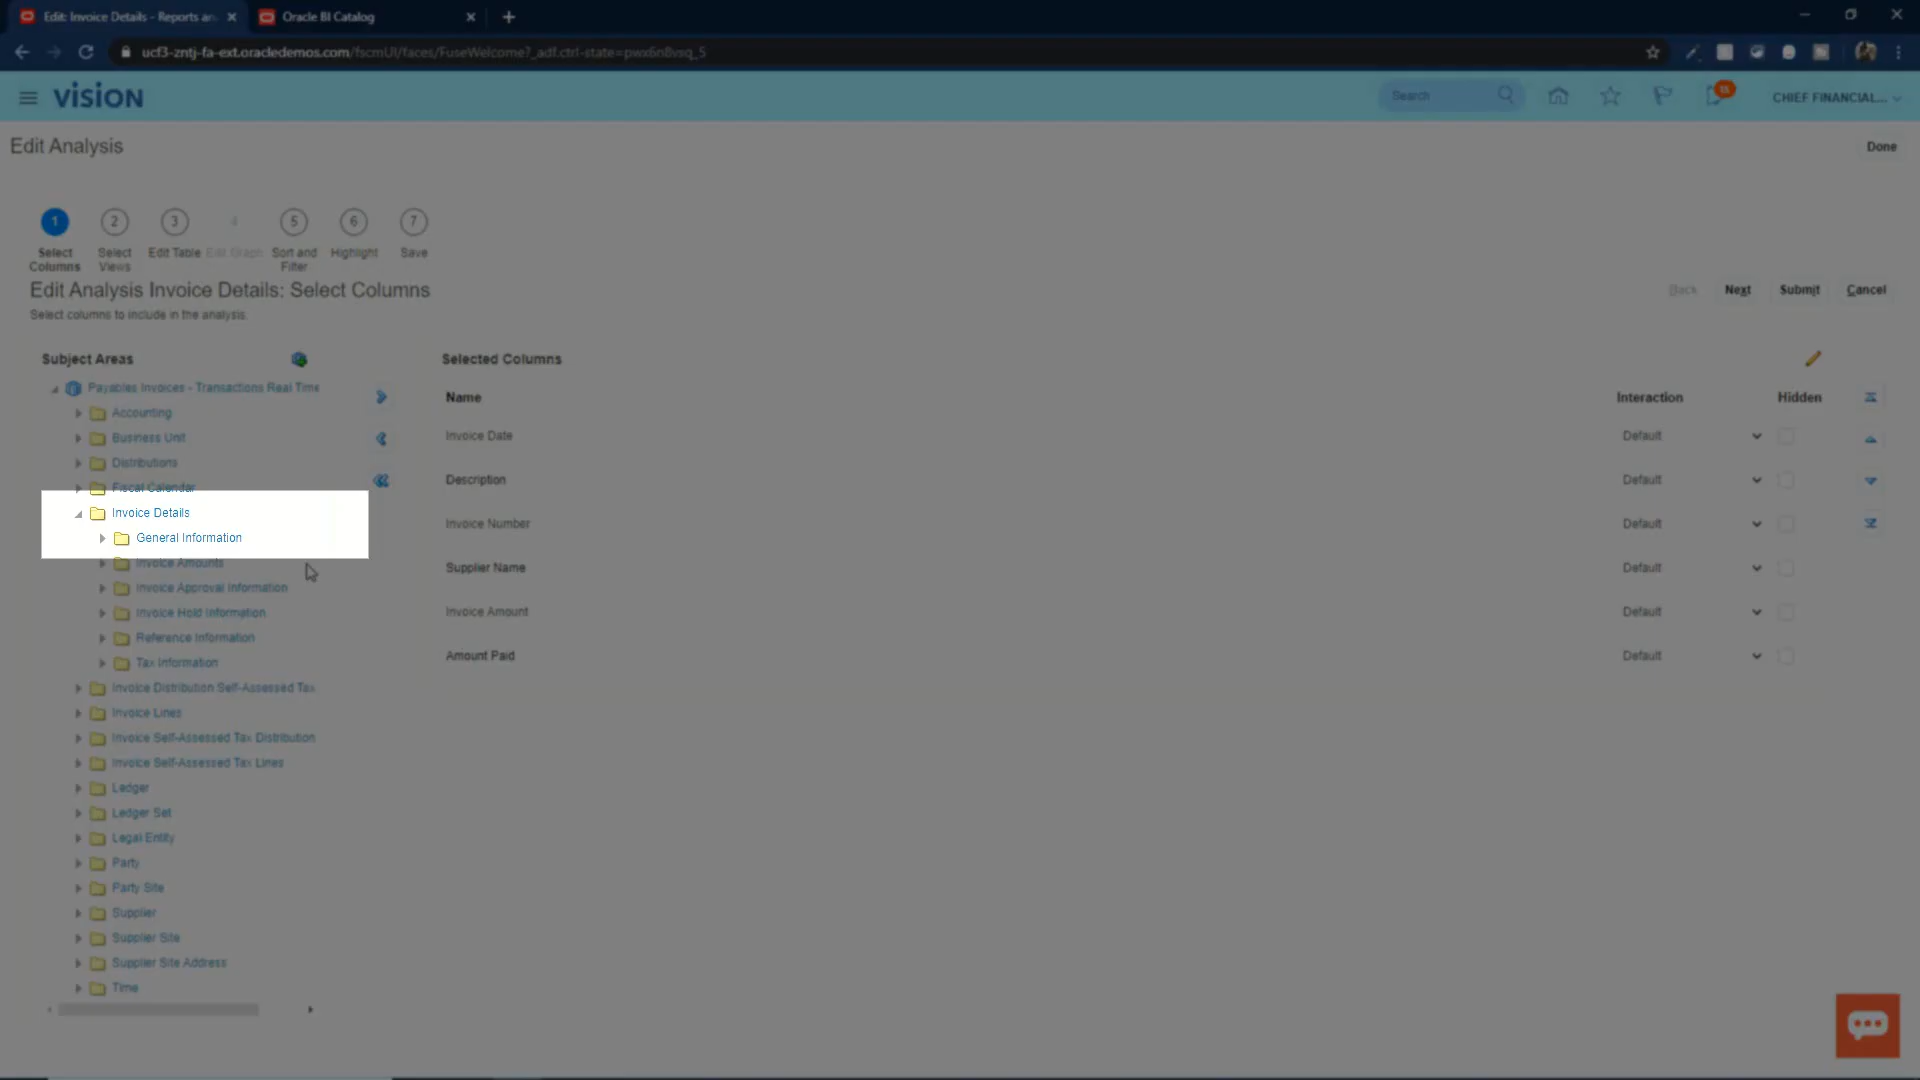 Edit: Invoice Details - Reports an
Oracle BI Catalog
ucf3-zntj-fa-ext.oracledemos.com/fscmUI/faces/FuseWelcome?_adf.ctrl-state=pwx6n8vsq_5
VISION
Search
CHIEF FINANCIAL...
Edit Analysis
Done
1 2 3 4 5 6 7
Select Columns
Select Views
Edit Table
Edit Graph
Sort and Filter
Highlight
Save
Edit Analysis Invoice Details: Select Columns
Back Next Submit Cancel
Select columns to include in the analysis.
Subject Areas
Payables Invoices - Transactions Real Time
Accounting
Business Unit
Distributions
Fiscal Calendar
Invoice Details
General Information
Invoice Amounts
Invoice Approval Information
Invoice Hold Information
Reference Information
Tax Information
Invoice Distribution Self-Assessed Tax
Invoice Lines
Invoice Self-Assessed Tax Distribution
Invoice Self-Assessed Tax Lines
Ledger
Ledger Set
Legal Entity
Party
Party Site
Supplier
Supplier Site
Supplier Site Address
Time
Selected Columns
Name Interaction Hidden
Invoice Date Default
Description Default
Invoice Number Default
Supplier Name Default
Invoice Amount Default
Amount Paid Default